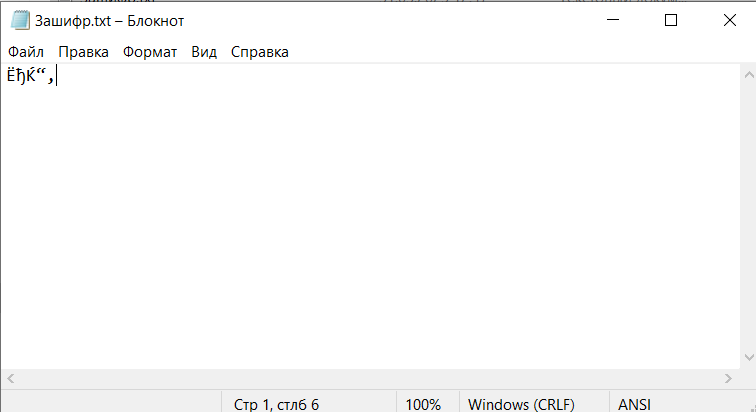 Зашифр.txt – Блокнот
Файл Правка Формат Вид Справка
ЁђЌ“‚
Стр 1, стлб 6 100% Windows (CRLF) ANSI